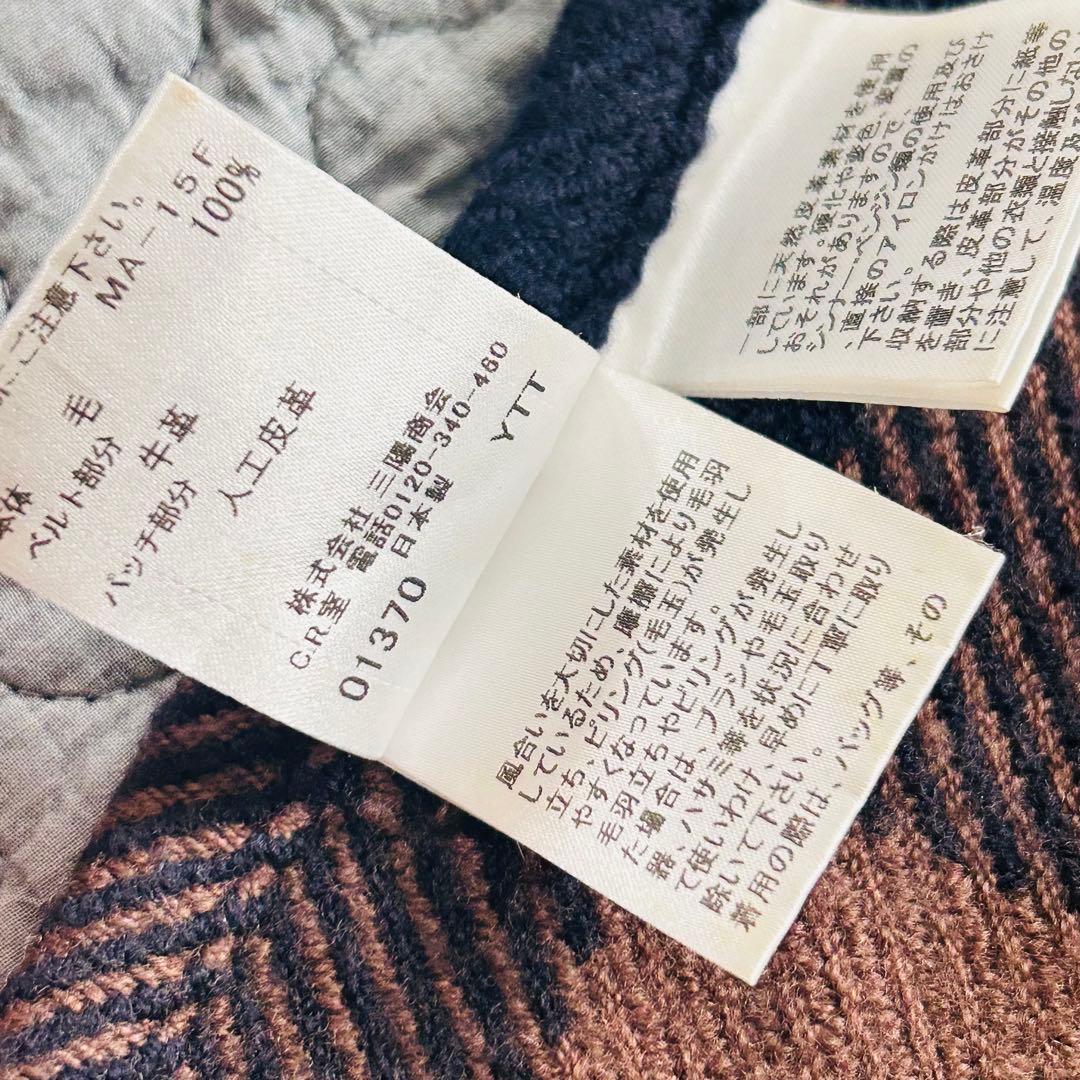 ご注意下さい。
MA-15F
本体
毛 100%
ベルト部分
牛革
パッチ部分
人工皮革
株式会社 三陽商会
C.R室 電話0120-340-460
日本製
01370 YTT
風合いを大切にした素材を使用
しているため、摩擦により毛羽
立ち、ピリング(毛玉)が発生し
やすくなっています。
毛羽立ちやピリングが発生し
た場合は、ブラシや毛玉取り
器、ハサミ等を状況に合わせ
て使いわけ、早めに丁寧に取り
除いて下さい。
着用の際は、バッグ等、その
一部に天然皮革素材を使用
しています。硬化や変色、変質の
おそれがありますので、
シンナー・ベンジン類の使用及び
、直接のアイロンがけはおさけ
下さい。
収納する際は皮革部分に紙等
を置き、皮革部分がその他の
部分や他の衣類と接触しない
に注意して、温度及